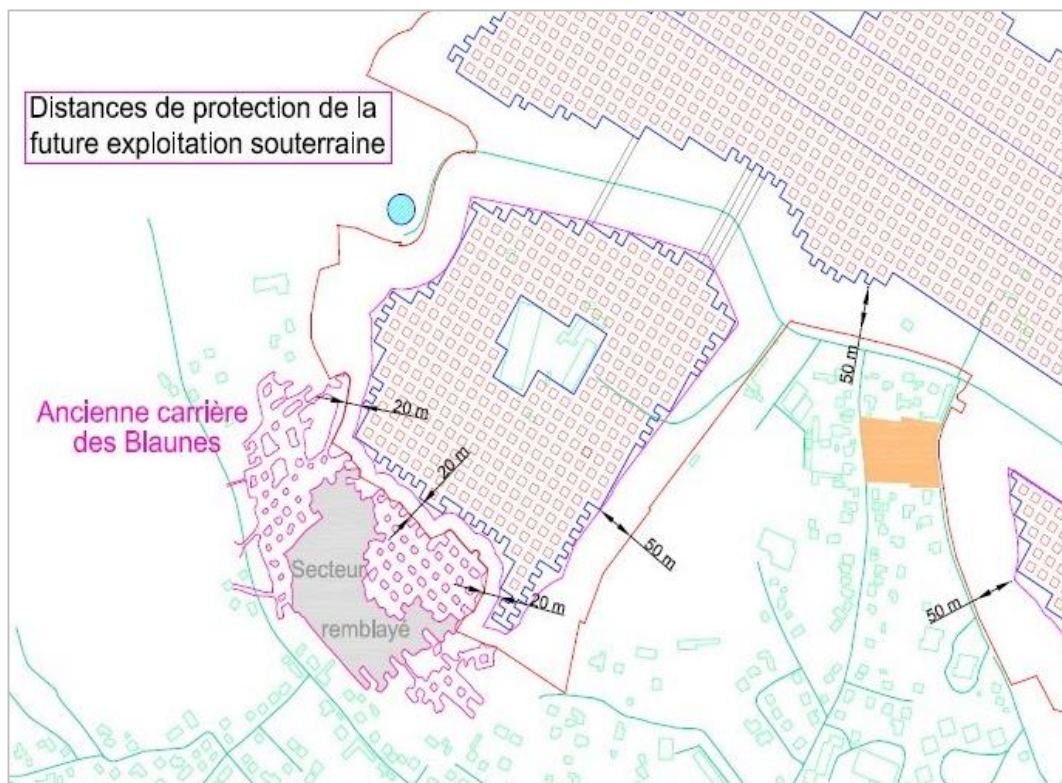 Distances de protection de la
future exploitation souterraine
50 m
Ancienne carrière
des Blaunes
20 m
20 m
50 m
Secteur
remblayé
20 m
50 m